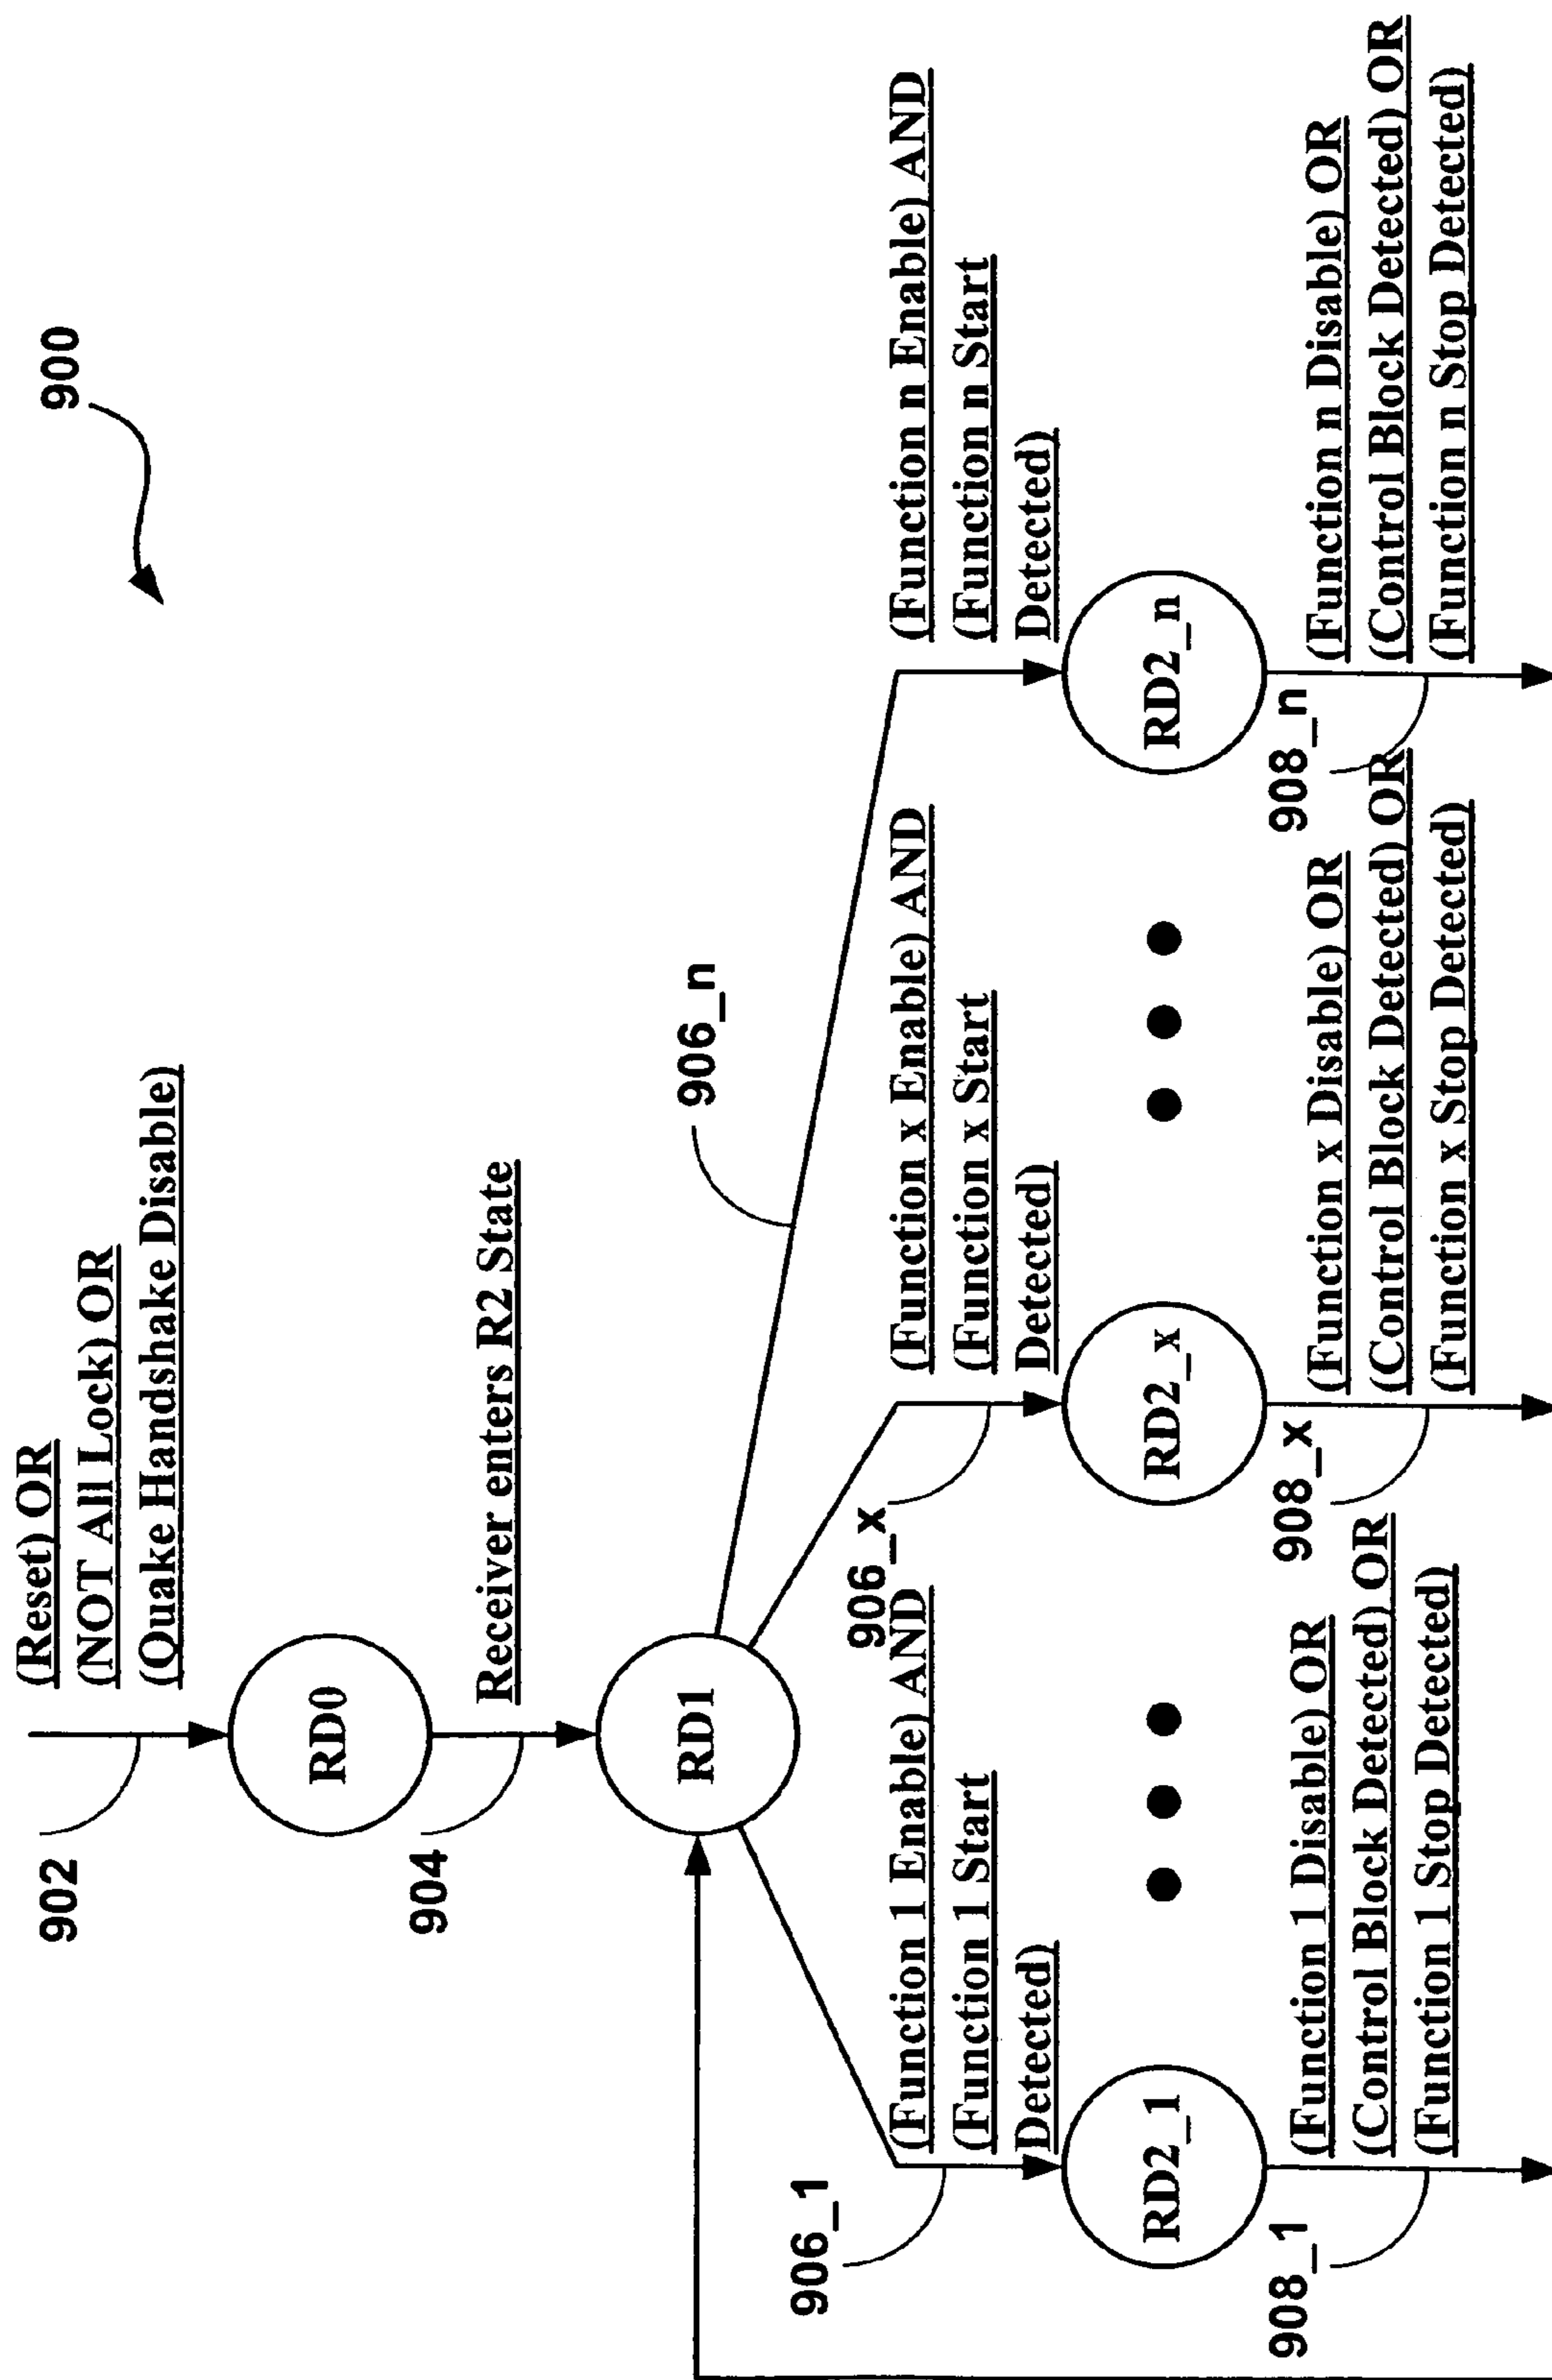 900
902
(Reset) OR
(NOT All Lock) OR
(Quake Handshake Disable)
RD0
904
Receiver enters R2 State
RD1
906_n
906_1
(Function 1 Enable) AND
(Function 1 Start
Detected)
906_x
(Function x Enable) AND
(Function x Start
Detected)
(Function n Enable) AND
(Function n Start
Detected)
RD2_1
RD2_x
RD2_n
908_1
(Function 1 Disable) OR
(Control Block Detected) OR
(Function 1 Stop Detected)
908_x
(Function x Disable) OR
(Control Block Detected) OR
(Function x Stop Detected)
908_n
(Function n Disable) OR
(Control Block Detected) OR
(Function n Stop Detected)